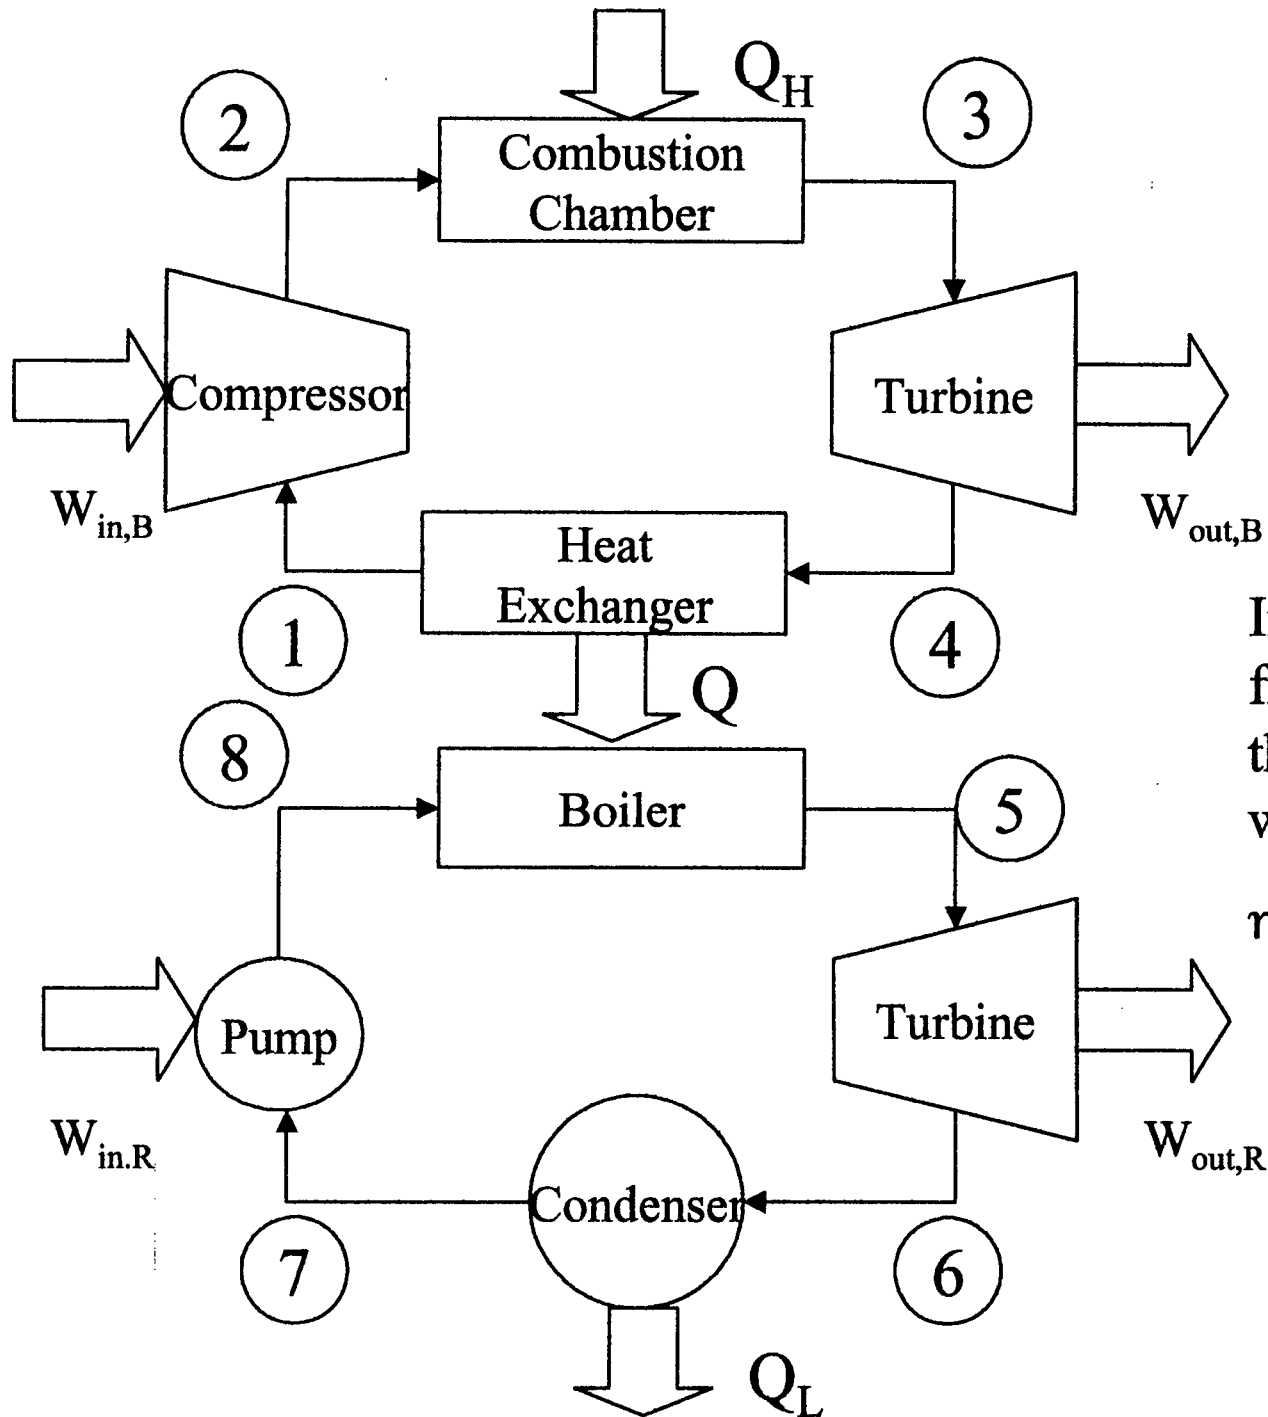 Q_H
2
3
Combustion
Chamber
Compressor
Turbine
W_in,B
W_out,B
Heat
Exchanger
1
4
Q
8
Boiler
5
Pump
Turbine
W_in.R
W_out,R
Condenser
7
6
Q_L